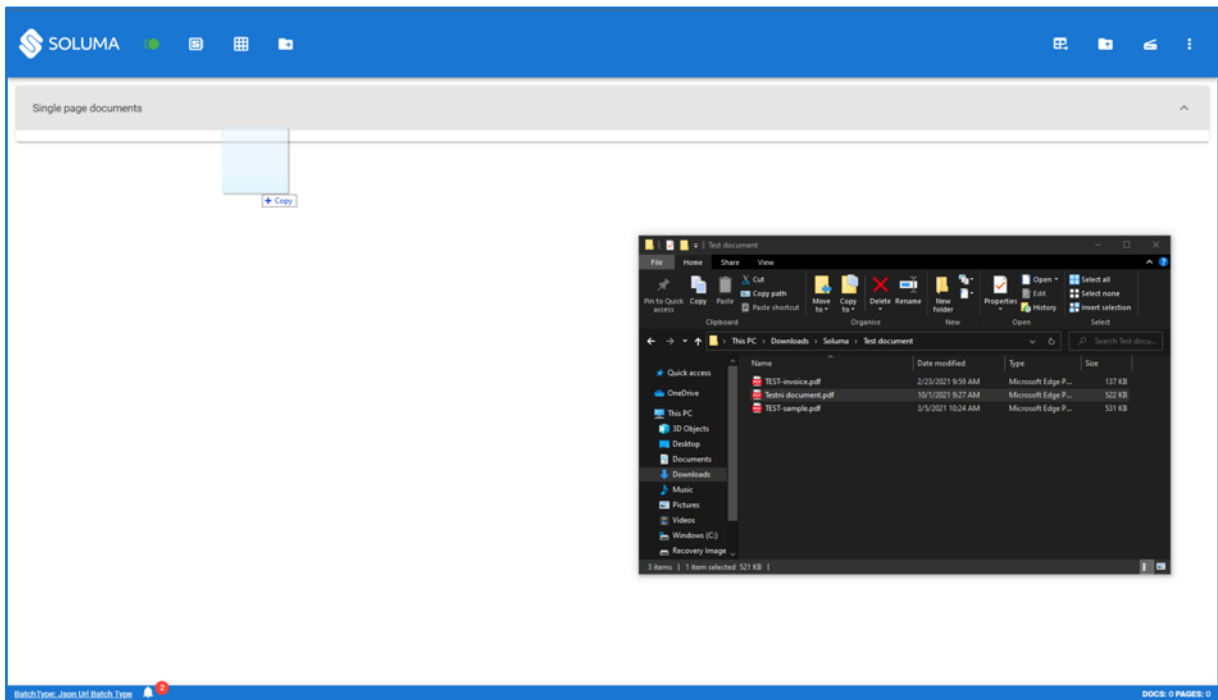 SOLUMA
Single page documents
+ Copy
Test document
File Home Share View
Pin to Quick access
Copy
Paste
Cut
Copy path
Paste shortcut
Move to
Copy to
Delete
Rename
New folder
Properties
Open
Edit
History
Select all
Select none
Invert selection
Clipboard Organise New Open Select
This PC > Downloads > Soluma > Test document
Search Test docu...
Name Date modified Type Size
TEST-invoice.pdf 2/23/2021 9:59 AM Microsoft Edge P... 137 KB
Testni document.pdf 10/1/2021 9:27 AM Microsoft Edge P... 522 KB
TEST-sample.pdf 3/5/2021 10:24 AM Microsoft Edge P... 531 KB
Quick access
OneDrive
This PC
3D Objects
Desktop
Documents
Downloads
Music
Pictures
Videos
Windows (C:)
Recovery Image
3 items | 1 item selected 521 KB |
BatchType: Json Url Batch Type 2
DOCS: 0 PAGES: 0